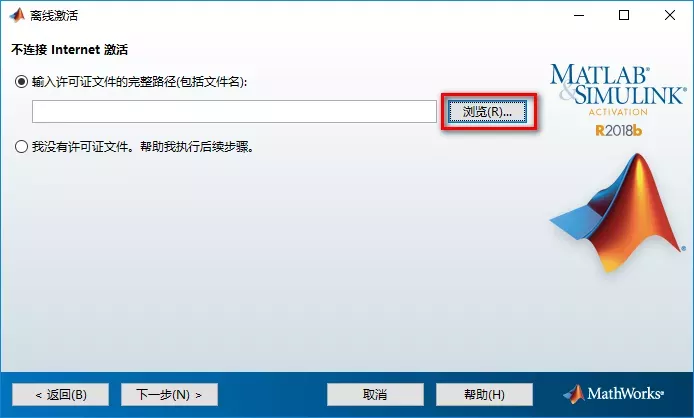 离线激活
不连接 Internet 激活
输入许可证文件的完整路径(包括文件名):
浏览(R)...
我没有许可证文件。帮助我执行后续步骤。
MATLAB®
&SIMULINK®
ACTIVATION
R2018b
< 返回(B)
下一步(N) >
取消
帮助(H)
MathWorks®